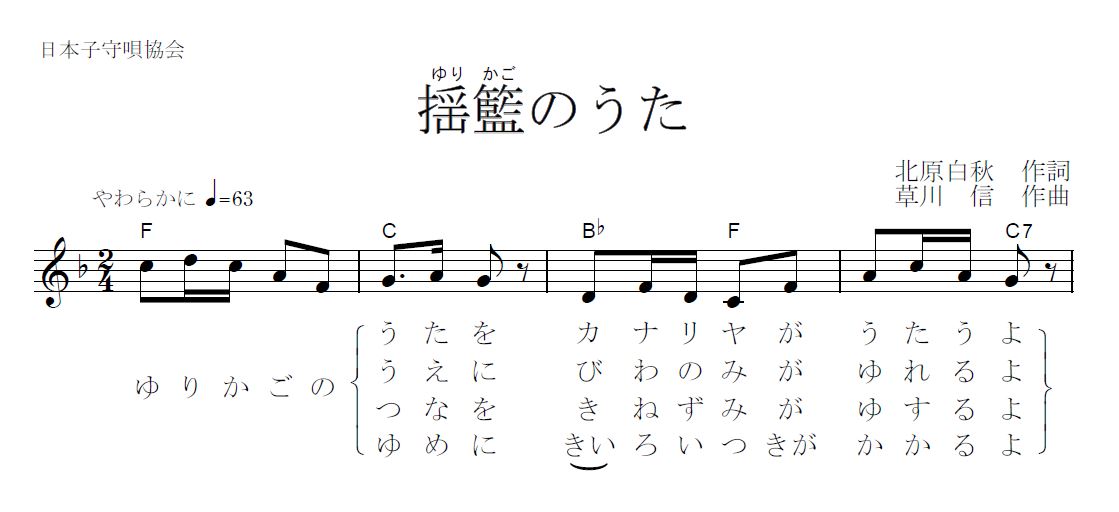 日本子守唄協会
ゆり かご
揺籃のうた
北原白秋 作詞
草川 信 作曲
やわらかに ♩=63
F C B♭ F C7
2
4
うたを カナリヤが うたうよ
うえに びわのみが ゆれるよ
ゆりかごの
つなを きねずみが ゆするよ
ゆめに きいろいつきが かかるよ